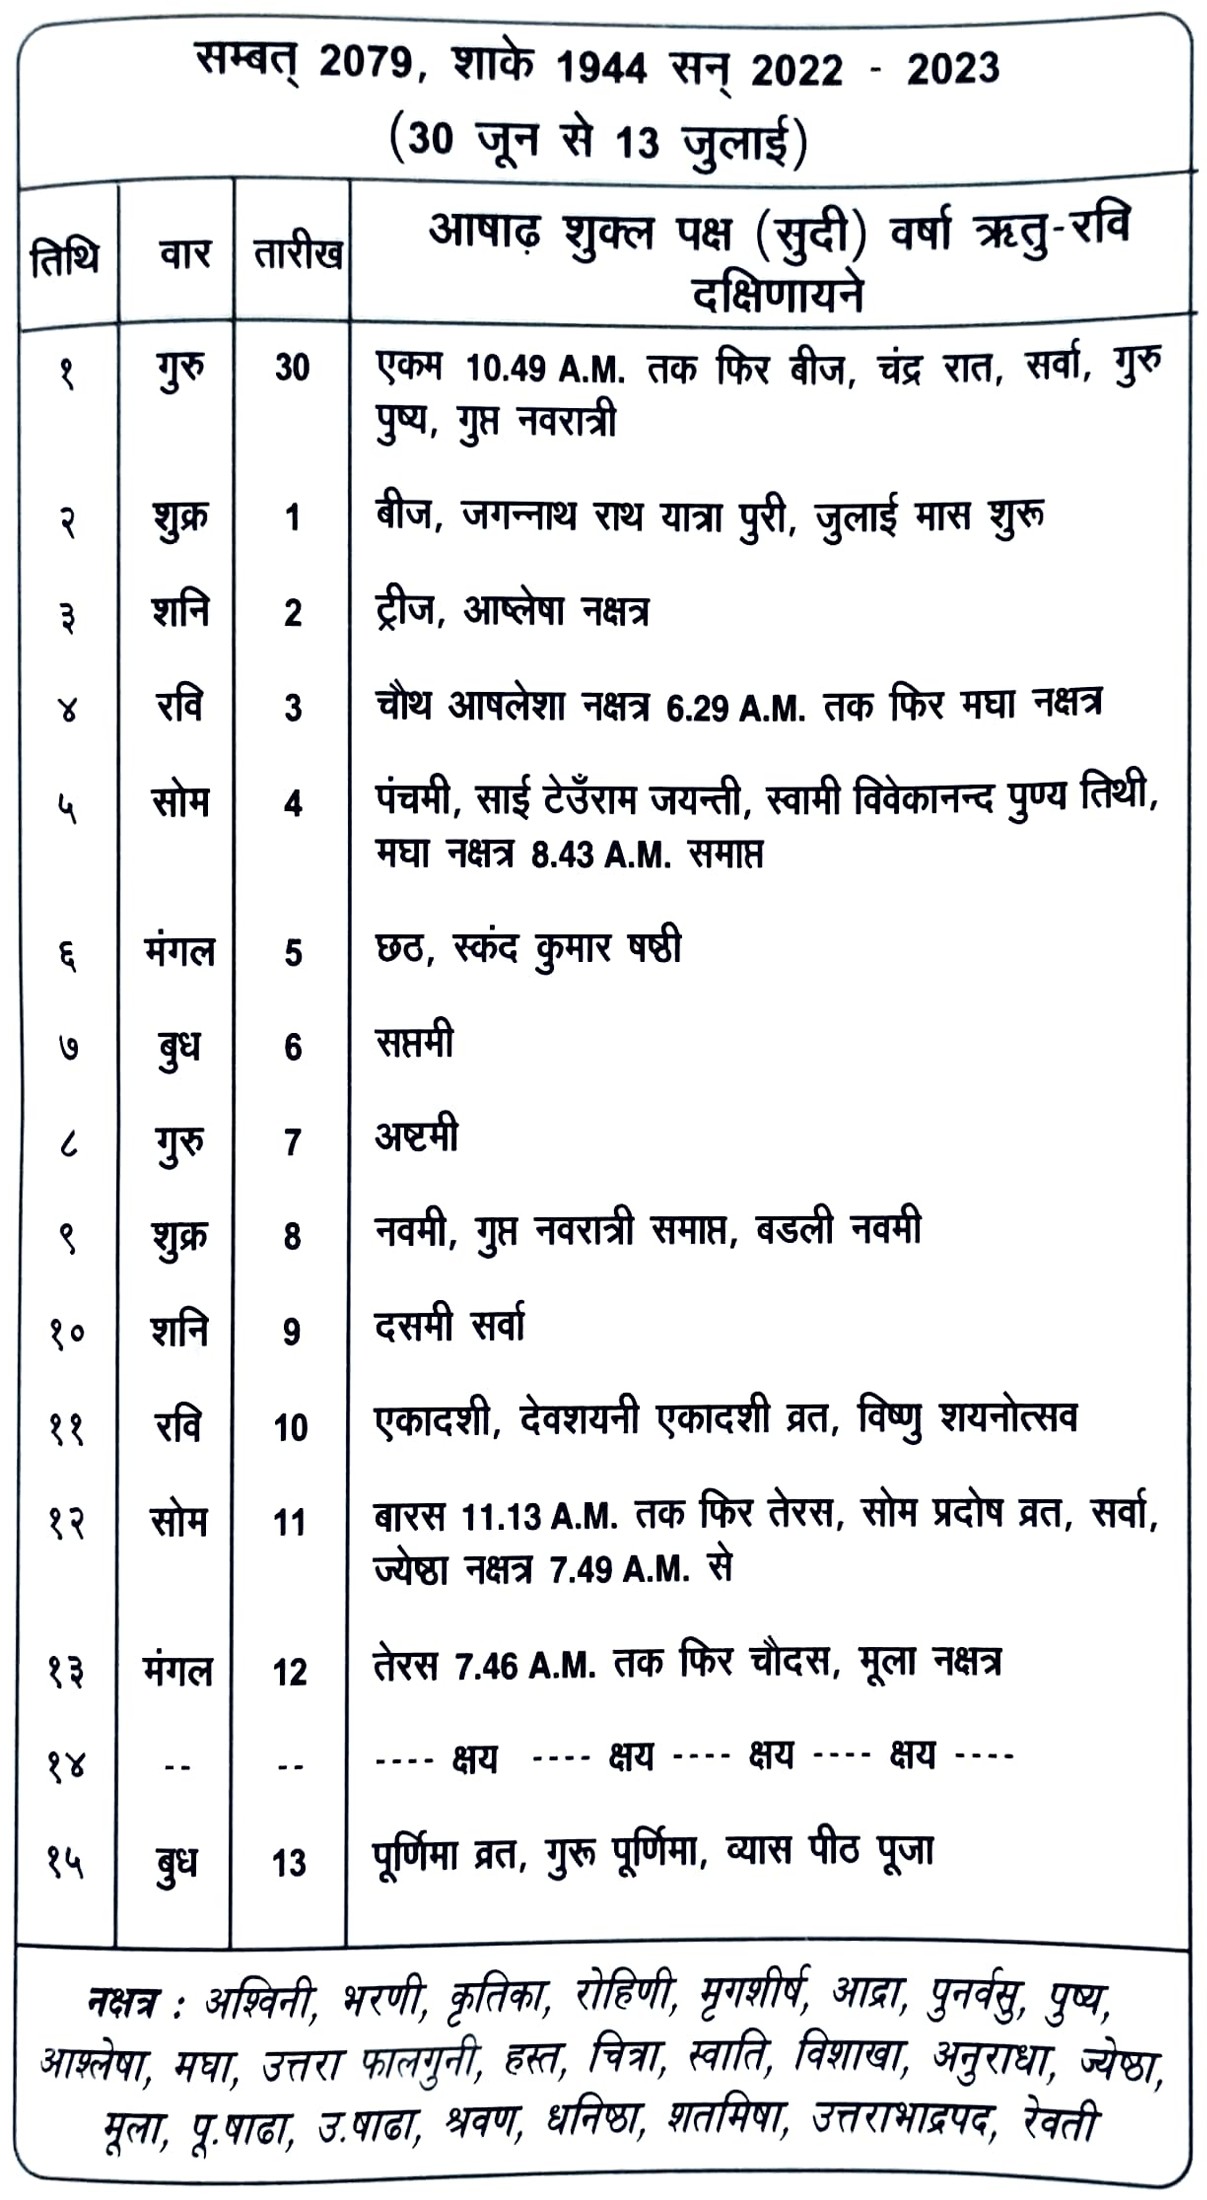 सम्बत् 2079, शाके 1944 सन् 2022 - 2023
(30 जून से 13 जुलाई)
तिथि वार तारीख आषाढ़ शुक्ल पक्ष (सुदी) वर्षा ऋतु-रवि
दक्षिणायने
१ गुरु 30 एकम 10.49 A.M. तक फिर बीज, चंद्र रात, सर्वा, गुरु
पुष्य, गुप्त नवरात्री
२ शुक्र 1 बीज, जगन्नाथ राथ यात्रा पुरी, जुलाई मास शुरू
३ शनि 2 ट्रीज, आष्लेषा नक्षत्र
४ रवि 3 चौथ आषलेशा नक्षत्र 6.29 A.M. तक फिर मघा नक्षत्र
५ सोम 4 पंचमी, साई टेउँराम जयन्ती, स्वामी विवेकानन्द पुण्य तिथी,
मघा नक्षत्र 8.43 A.M. समाप्त
६ मंगल 5 छठ, स्कंद कुमार षष्ठी
७ बुध 6 सप्तमी
८ गुरु 7 अष्टमी
९ शुक्र 8 नवमी, गुप्त नवरात्री समाप्त, बडली नवमी
१० शनि 9 दसमी सर्वा
११ रवि 10 एकादशी, देवशयनी एकादशी व्रत, विष्णु शयनोत्सव
१२ सोम 11 बारस 11.13 A.M. तक फिर तेरस, सोम प्रदोष व्रत, सर्वा,
ज्येष्ठा नक्षत्र 7.49 A.M. से
१३ मंगल 12 तेरस 7.46 A.M. तक फिर चौदस, मूला नक्षत्र
१४ -- -- ---- क्षय ---- क्षय ---- क्षय ---- क्षय ----
१५ बुध 13 पूर्णिमा व्रत, गुरू पूर्णिमा, व्यास पीठ पूजा
नक्षत्र : अश्विनी, भरणी, कृतिका, रोहिणी, मृगशीर्ष, आद्रा, पुनर्वसु, पुष्य,
आश्लेषा, मघा, उत्तरा फालगुनी, हस्त, चित्रा, स्वाति, विशाखा, अनुराधा, ज्येष्ठा,
मूला, पू.षाढा, उ.षाढा, श्रवण, धनिष्ठा, शतमिषा, उत्तराभाद्रपद, रेवती